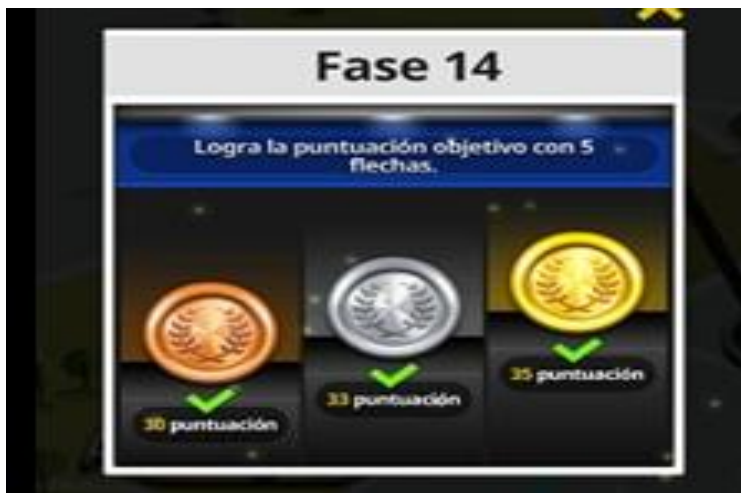 Fase 14
Logra la puntuación objetivo con 5
flechas.
35 puntuación
33 puntuación
30 puntuación